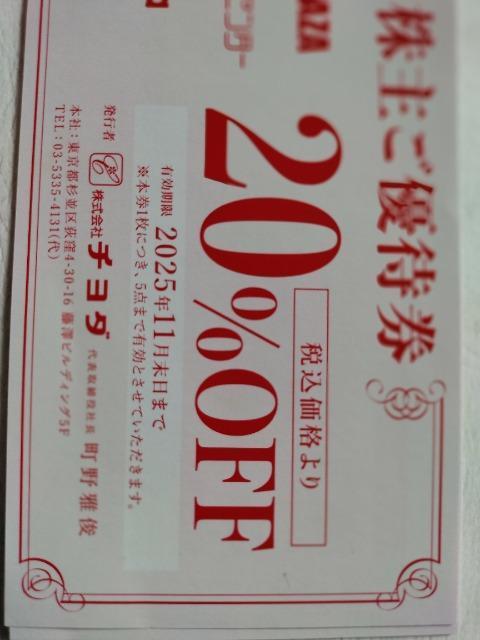 株主ご優待券
AZA
センター
税込価格より
20%OFF
有効期限 2025年11月末日まで
※本券1枚につき、5点まで有効とさせていただきます。
発行者 株式会社 チヨダ 代表取締役社長 町野雅俊
本社:東京都杉並区荻窪4-30-16 藤澤ビルディング5F
TEL:03-5335-4131(代)